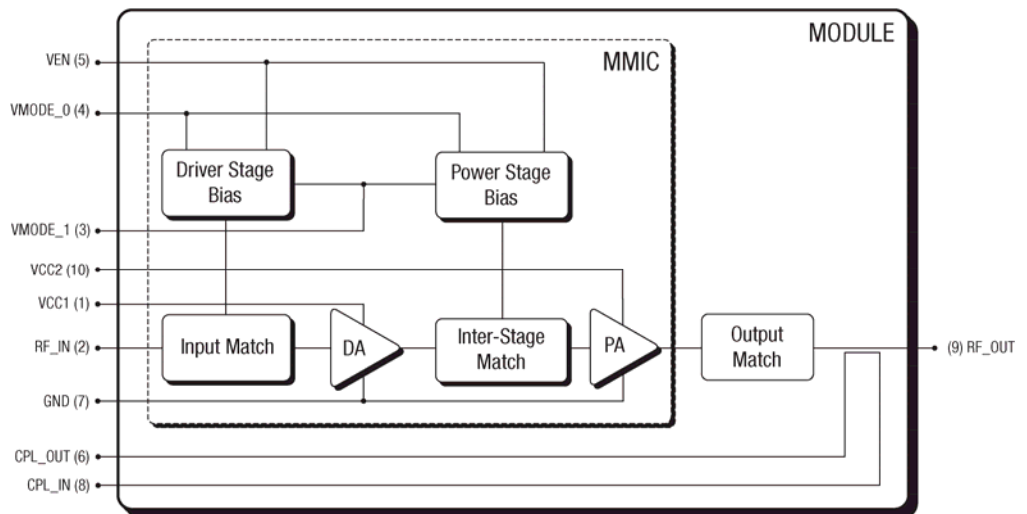 MODULE
MMIC
VEN (5)
VMODE_0 (4)
Driver Stage
Bias
Power Stage
Bias
VMODE_1 (3)
VCC2 (10)
VCC1 (1)
RF_IN (2)
Input Match
DA
Inter-Stage
Match
PA
Output
Match
(9) RF_OUT
GND (7)
CPL_OUT (6)
CPL_IN (8)